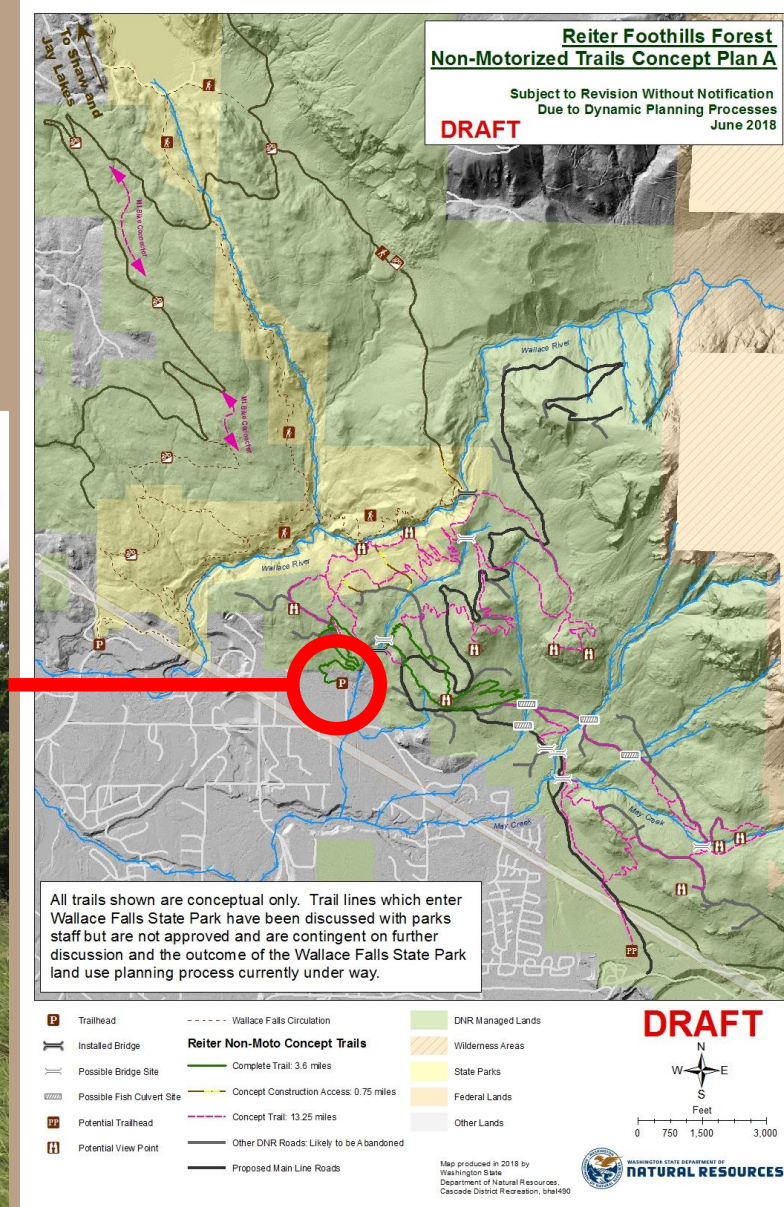 Reiter Foothills Forest
Non-Motorized Trails Concept Plan A
Subject to Revision Without Notification
Due to Dynamic Planning Processes
DRAFT
June 2018
To Shaw and
Jay Lakes
Mt Bike Connector
Mt Bike Connector
Wallace River
Wallace River
P
P
May Creek
May Creek
PP
All trails shown are conceptual only. Trail lines which enter
Wallace Falls State Park have been discussed with parks
staff but are not approved and are contingent on further
discussion and the outcome of the Wallace Falls State Park
land use planning process currently under way.
P Trailhead
Installed Bridge
Possible Bridge Site
Possible Fish Culvert Site
PP Potential Trailhead
Potential View Point
Wallace Falls Circulation
Reiter Non-Moto Concept Trails
Complete Trail: 3.6 miles
Concept Construction Access: 0.75 miles
Concept Trail: 13.25 miles
Other DNR Roads: Likely to be Abandoned
Proposed Main Line Roads
DNR Managed Lands
Wilderness Areas
State Parks
Federal Lands
Other Lands
Map produced in 2018 by
Washington State
Department of Natural Resources,
Cascade District Recreation, bhal490
DRAFT
N
W E
S
Feet
0 750 1,500 3,000
WASHINGTON STATE DEPARTMENT OF
NATURAL RESOURCES